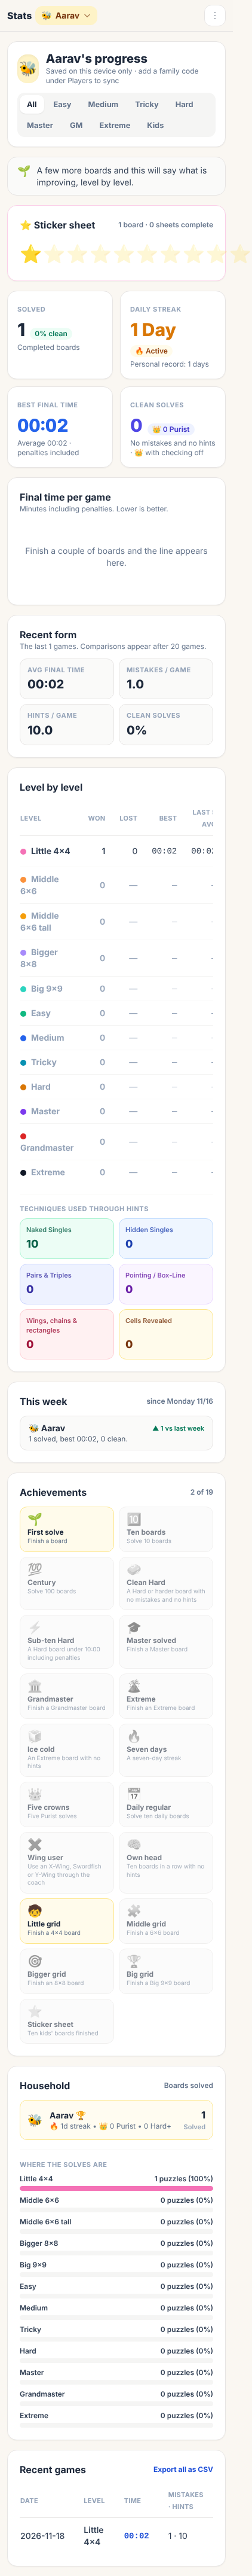 Stats 🐝 Aarav
Aarav's progress
Saved on this device only · add a family code
under Players to sync
All Easy Medium Tricky Hard
Master GM Extreme Kids
A few more boards and this will say what is
improving, level by level.
Sticker sheet 1 board · 0 sheets complete
SOLVED
1 0% clean
Completed boards
DAILY STREAK
1 Day
🔥 Active
Personal record: 1 days
BEST FINAL TIME
00:02
Average 00:02 ·
penalties included
CLEAN SOLVES
0 👑 0 Purist
No mistakes and no hints
· 👑 with checking off
Final time per game
Minutes including penalties. Lower is better.
Finish a couple of boards and the line appears
here.
Recent form
The last 1 games. Comparisons appear after 20 games.
AVG FINAL TIME
00:02
MISTAKES / GAME
1.0
HINTS / GAME
10.0
CLEAN SOLVES
0%
Level by level
LEVEL WON LOST BEST LAST
AVG
Little 4×4 1 0 00:02 00:02
Middle
6×6 0 — —
Middle
6×6 tall 0 — —
Bigger
8×8 0 — —
Big 9×9 0 — —
Easy 0 — —
Medium 0 — —
Tricky 0 — —
Hard 0 — —
Master 0 — —
Grandmaster 0 — —
Extreme 0 — —
TECHNIQUES USED THROUGH HINTS
Naked Singles
10
Hidden Singles
0
Pairs & Triples
0
Pointing / Box-Line
0
Wings, chains &
rectangles
0
Cells Revealed
0
This week since Monday 11/16
🐝 Aarav ▲ 1 vs last week
1 solved, best 00:02, 0 clean.
Achievements 2 of 19
First solve
Finish a board
Ten boards
Solve 10 boards
Century
Solve 100 boards
Clean Hard
A Hard or harder board with
no mistakes and no hints
Sub-ten Hard
A Hard board under 10:00
including penalties
Master solved
Finish a Master board
Grandmaster
Finish a Grandmaster board
Extreme
Finish an Extreme board
Ice cold
An Extreme board with no
hints
Seven days
A seven-day streak
Five crowns
Five Purist solves
Daily regular
Solve ten daily boards
Wing user
Use an X-Wing, Swordfish
or Y-Wing through the
coach
Own head
Ten boards in a row with no
hints
Little grid
Finish a 4×4 board
Middle grid
Finish a 6×6 board
Bigger grid
Finish an 8×8 board
Big grid
Finish a Big 9×9 board
Sticker sheet
Ten kids' boards finished
Household Boards solved
Aarav 🏆 1
🔥 1d streak • 👑 0 Purist • 0 Hard+ Solved
WHERE THE SOLVES ARE
Little 4×4 1 puzzles (100%)
Middle 6×6 0 puzzles (0%)
Middle 6×6 tall 0 puzzles (0%)
Bigger 8×8 0 puzzles (0%)
Big 9×9 0 puzzles (0%)
Easy 0 puzzles (0%)
Medium 0 puzzles (0%)
Tricky 0 puzzles (0%)
Hard 0 puzzles (0%)
Master 0 puzzles (0%)
Grandmaster 0 puzzles (0%)
Extreme 0 puzzles (0%)
Recent games Export all as CSV
DATE LEVEL TIME MISTAKES
· HINTS
2026-11-18 Little
4×4 00:02 1 · 10